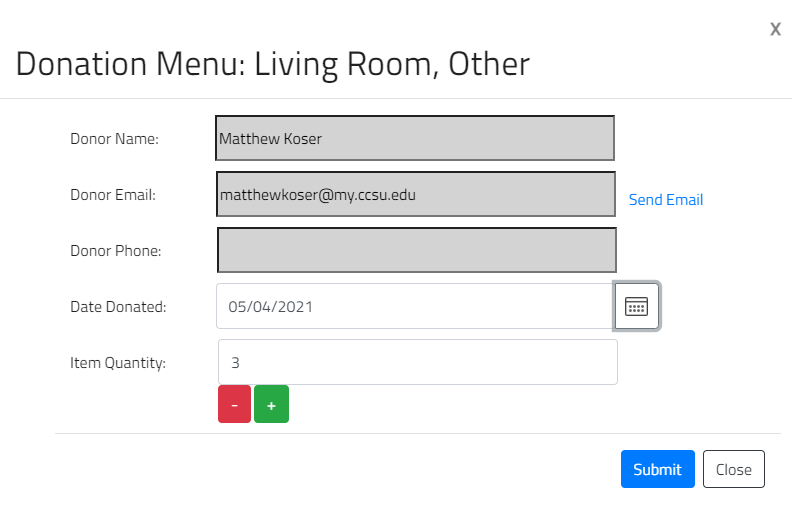 X
Donation Menu: Living Room, Other
Donor Name: Matthew Koser
Donor Email: matthewkoser@my.ccsu.edu Send Email
Donor Phone:
Date Donated: 05/04/2021
Item Quantity: 3
- +
Submit Close